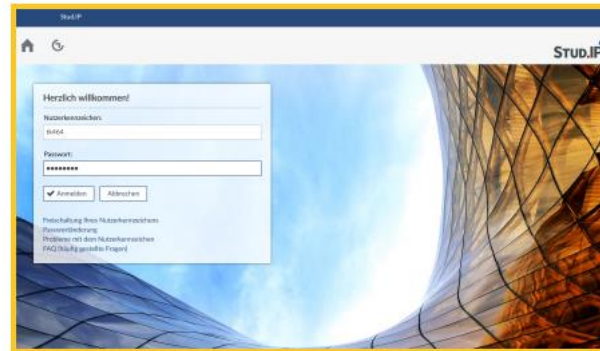 Stud.IP
STUD.IP
Herzlich willkommen!
Nutzerkennzeichen:
Passwort:
Anmelden Abbrechen
Freischaltung Ihres Nutzerkennzeichens
Passwortänderung
Probleme mit dem Nutzerkennzeichen
FAQ (häufig gestellte Fragen)